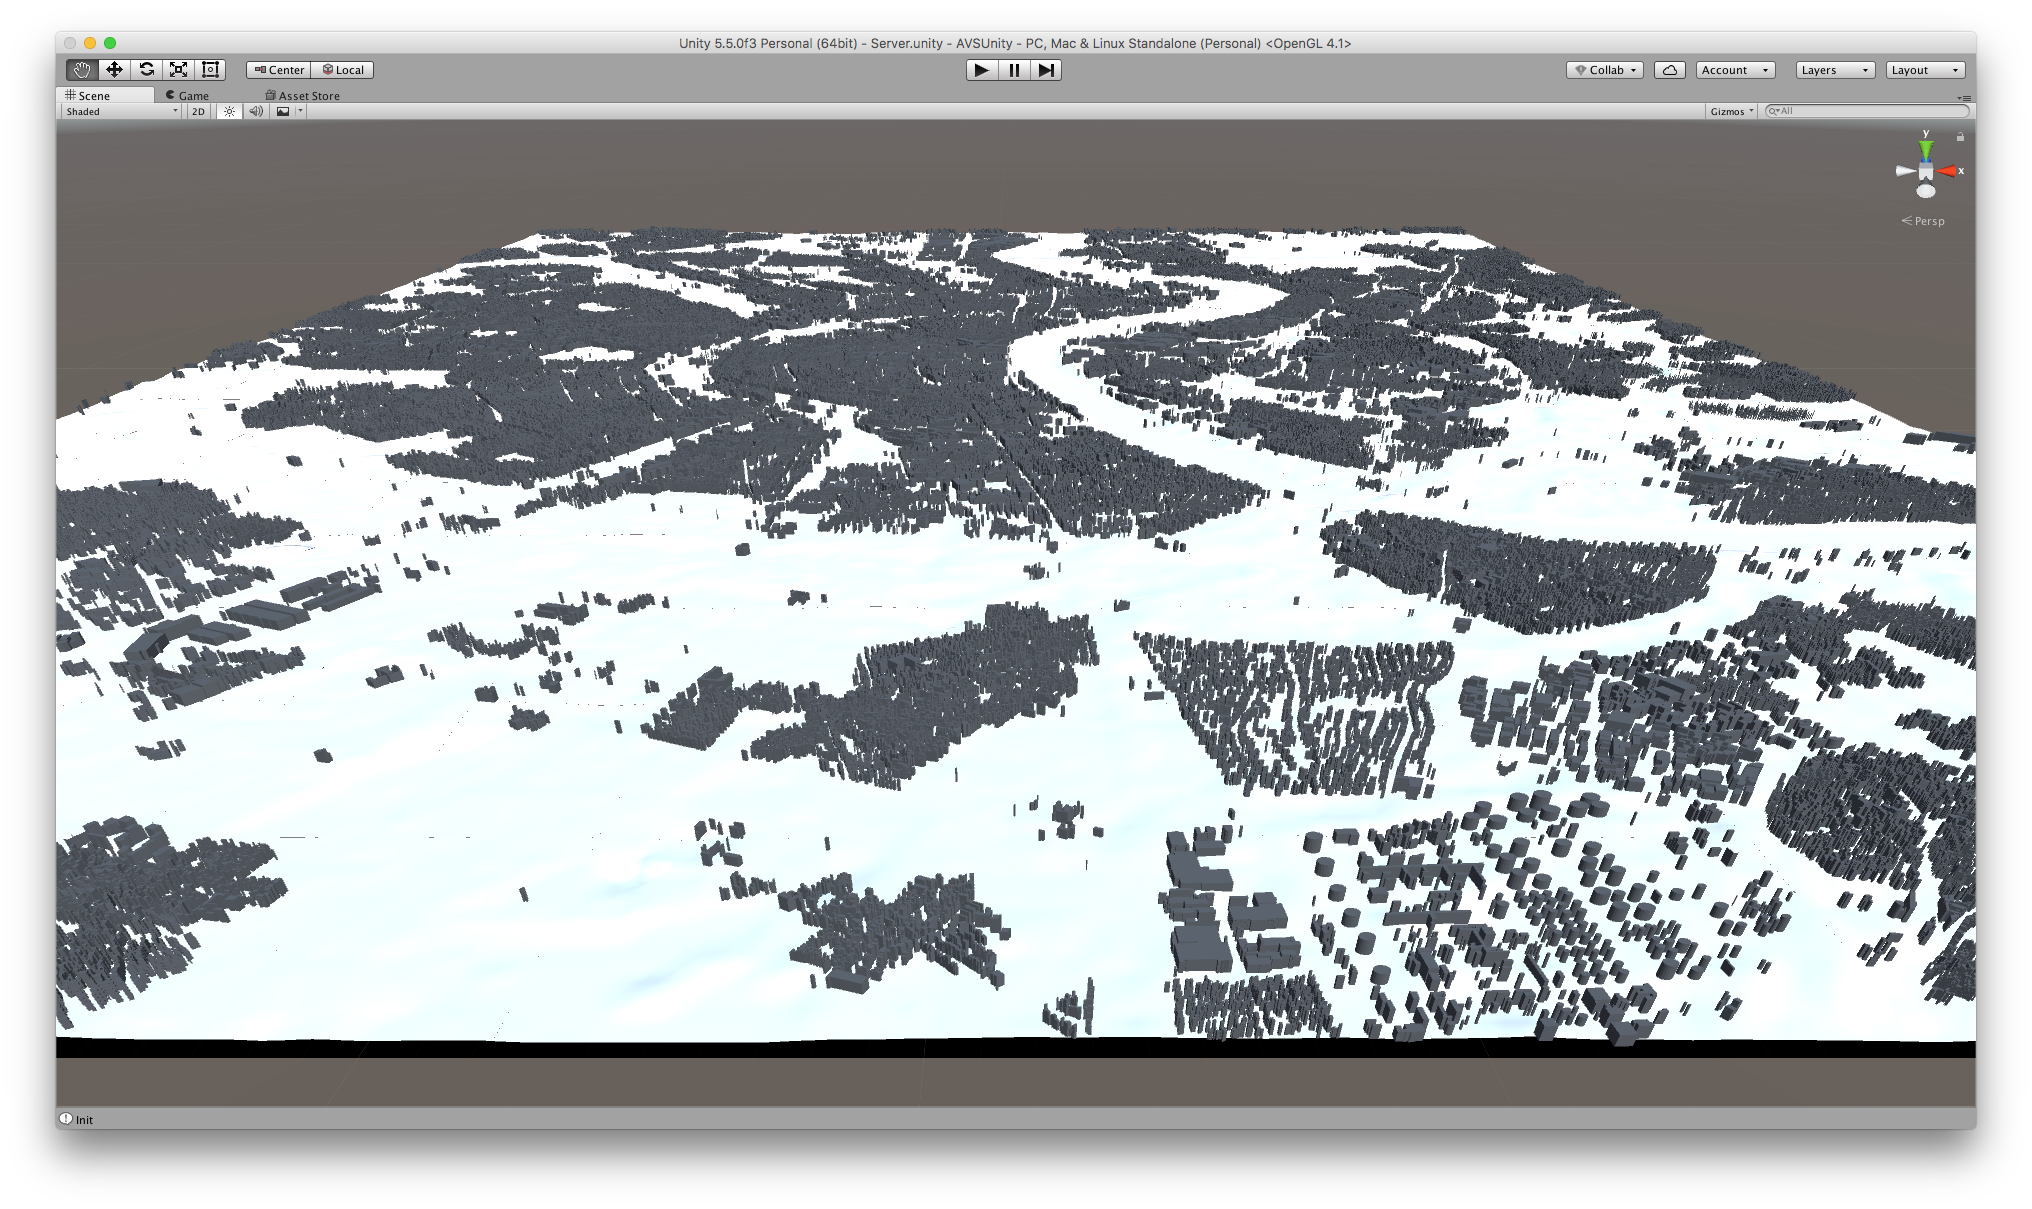 Unity 5.5.0f3 Personal (64bit) - Server.unity - AVSUnity - PC, Mac & Linux Standalone (Personal) <OpenGL 4.1>
Center Local Collab Account Layers Layout
Scene Game Asset Store
Shaded 2D Gizmos All
y
x
Persp
Init